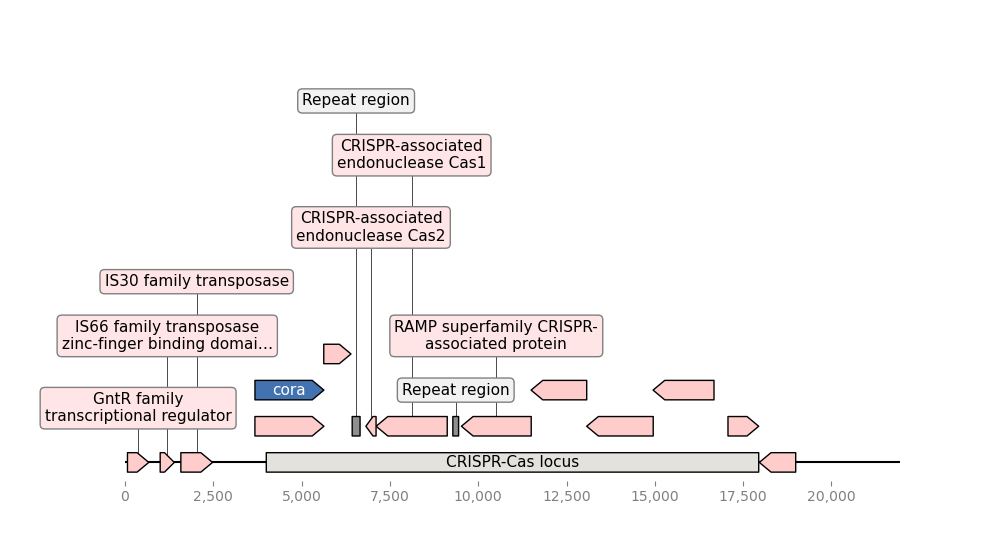 Repeat region
CRISPR-associated
endonuclease Cas1
CRISPR-associated
endonuclease Cas2
IS30 family transposase
IS66 family transposase
zinc-finger binding domai...
RAMP superfamily CRISPR-
associated protein
cora
Repeat region
GntR family
transcriptional regulator
CRISPR-Cas locus
0 2,500 5,000 7,500 10,000 12,500 15,000 17,500 20,000